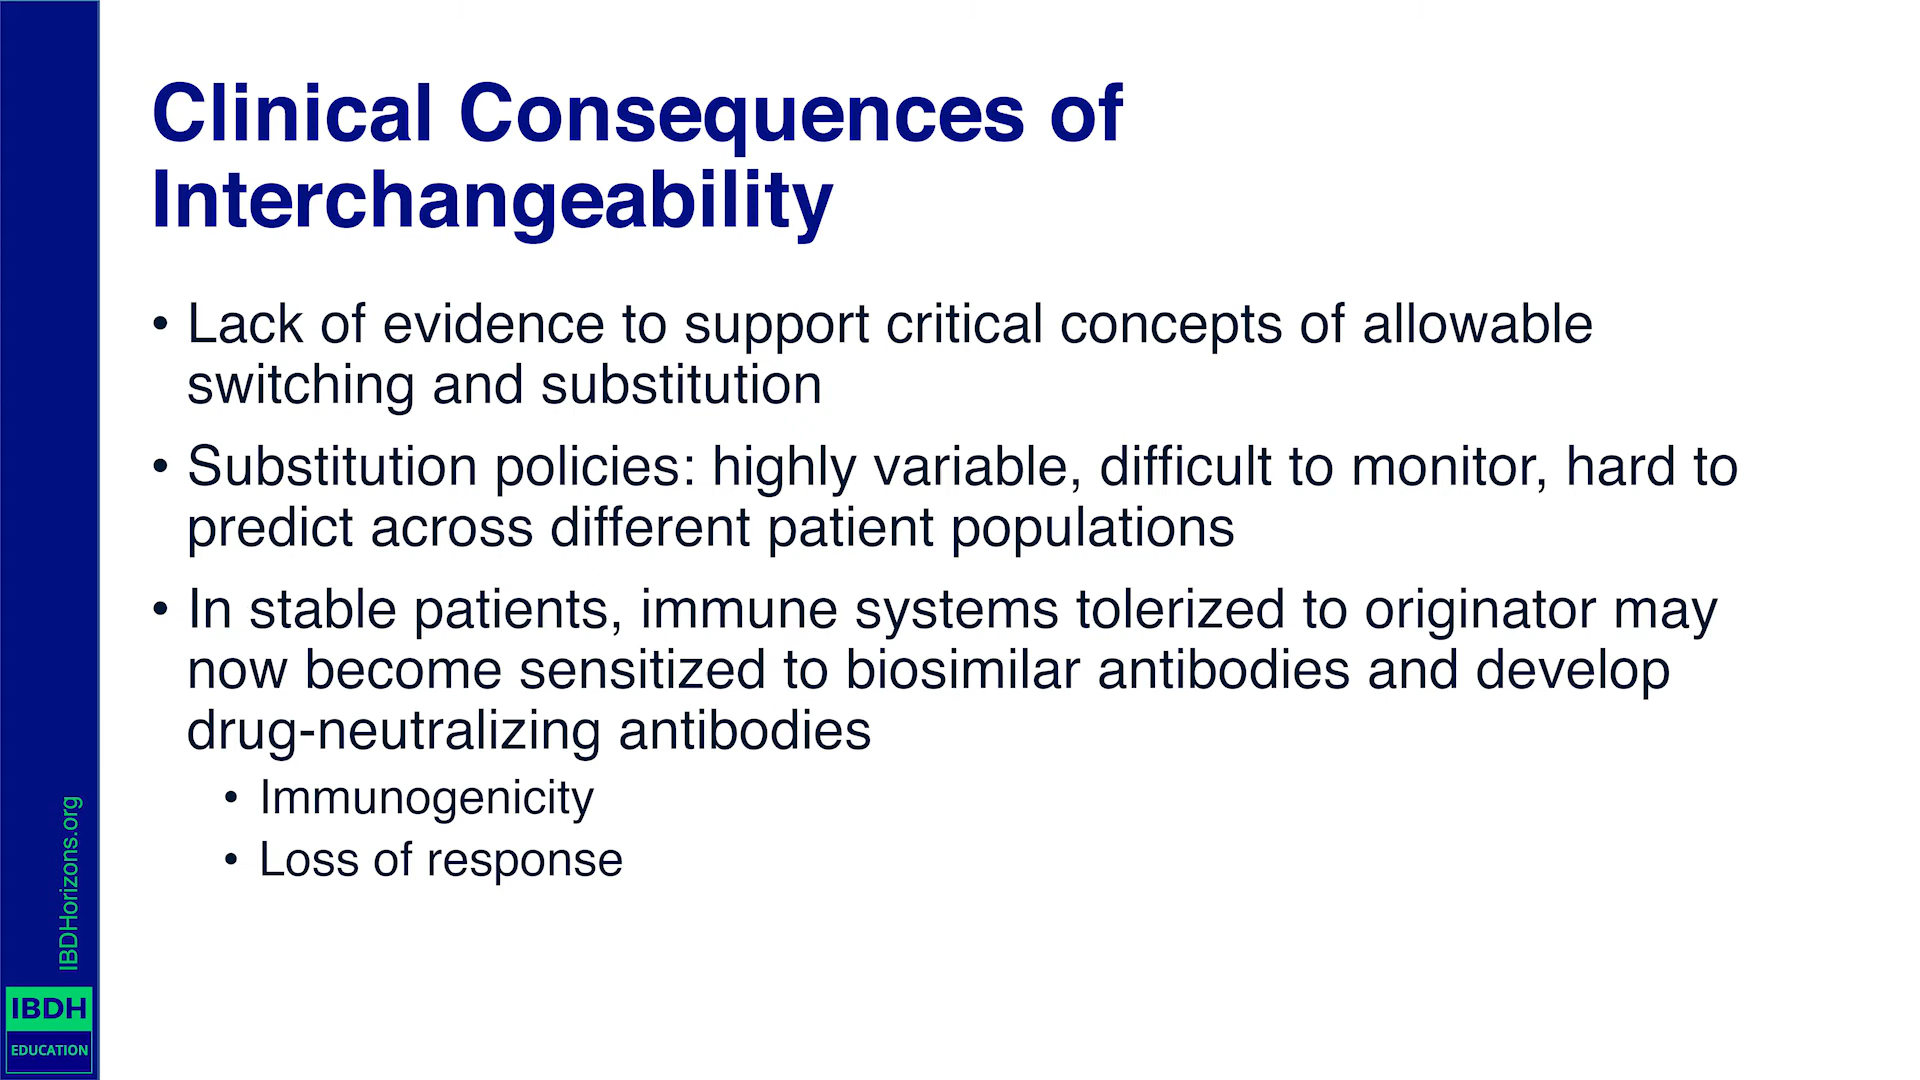 Clinical Consequences of
Interchangeability
• Lack of evidence to support critical concepts of allowable
switching and substitution
• Substitution policies: highly variable, difficult to monitor, hard to
predict across different patient populations
• In stable patients, immune systems tolerized to originator may
now become sensitized to biosimilar antibodies and develop
drug-neutralizing antibodies
• Immunogenicity
• Loss of response
IBDHorizons.org
IBDH
EDUCATION